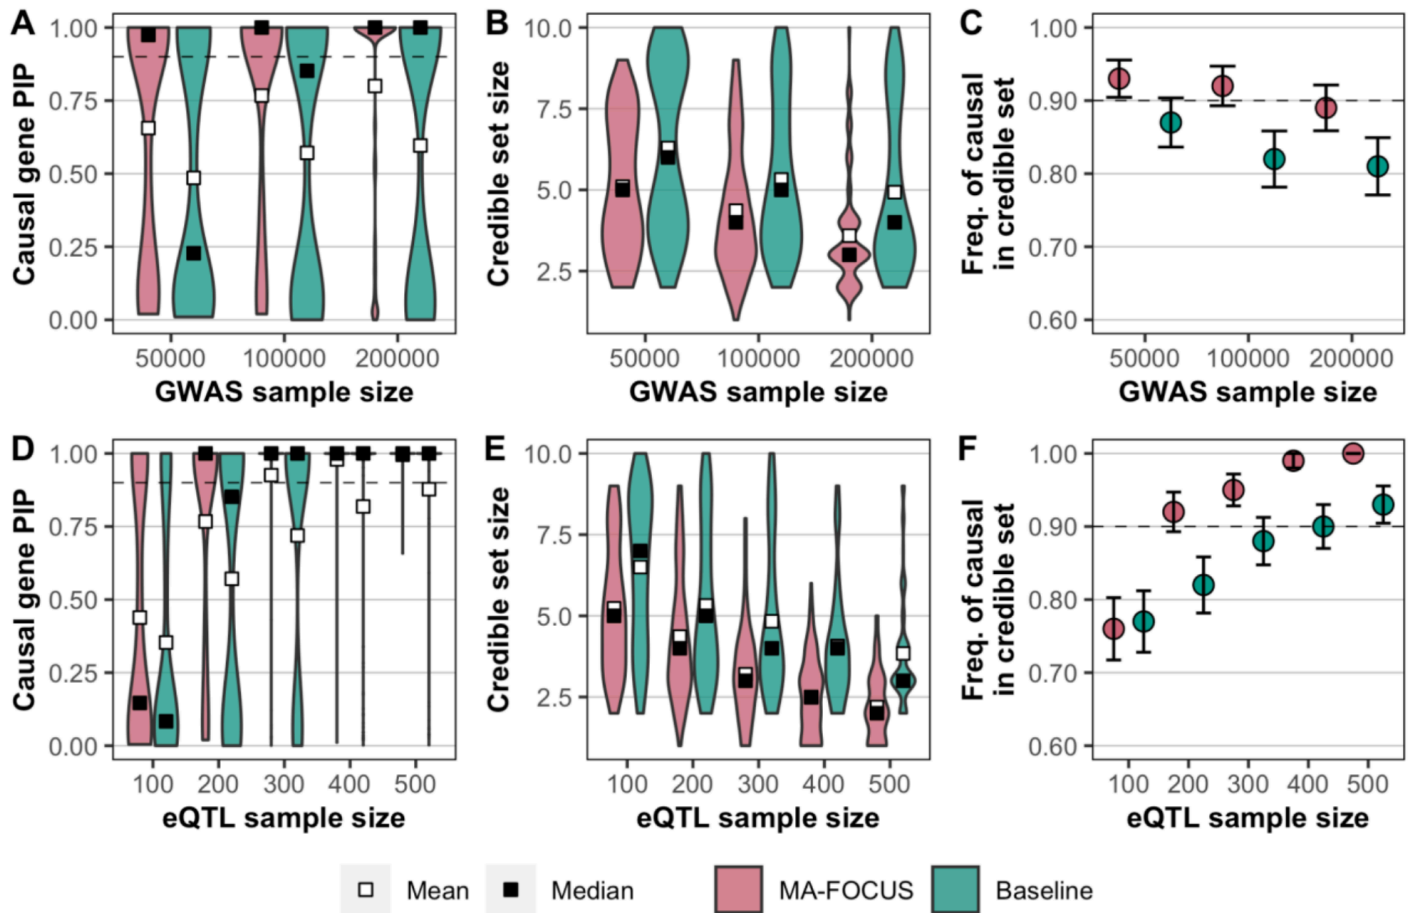 A
Causal gene PIP
1.00
0.75
0.50
0.25
0.00
50000 100000 200000
GWAS sample size
B
Credible set size
10.0
7.5
5.0
2.5
50000 100000 200000
GWAS sample size
C
Freq. of causal
in credible set
1.00
0.90
0.80
0.70
0.60
50000 100000 200000
GWAS sample size
D
Causal gene PIP
1.00
0.75
0.50
0.25
0.00
100 200 300 400 500
eQTL sample size
E
Credible set size
10.0
7.5
5.0
2.5
100 200 300 400 500
eQTL sample size
F
Freq. of causal
in credible set
1.00
0.90
0.80
0.70
0.60
100 200 300 400 500
eQTL sample size
Mean Median MA-FOCUS Baseline